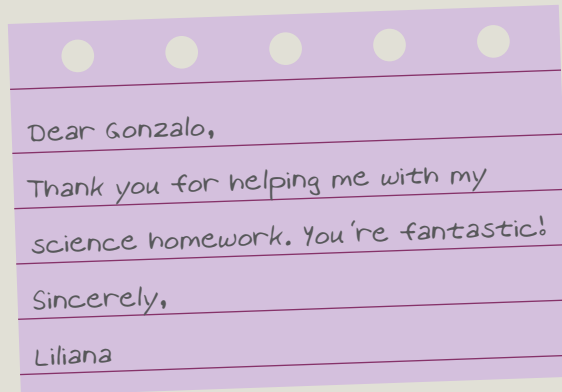 Dear Gonzalo,
Thank you for helping me with my
science homework. You're fantastic!
Sincerely,
Liliana